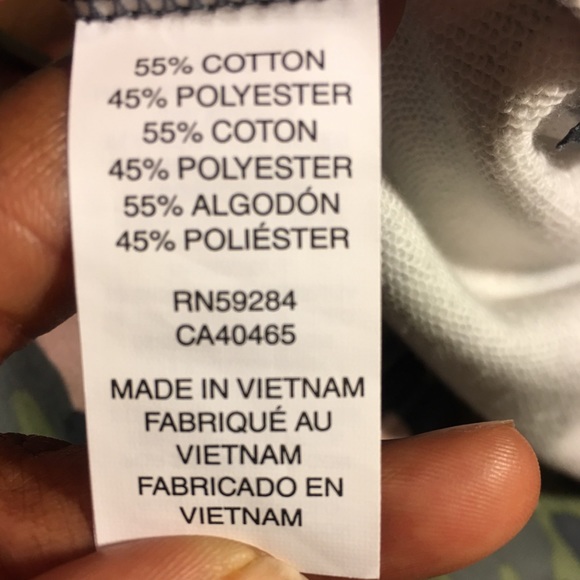 55% COTTON
45% POLYESTER
55% COTON
45% POLYESTER
55% ALGODÓN
45% POLIÉSTER
RN59284
CA40465
MADE IN VIETNAM
FABRIQUÉ AU
VIETNAM
FABRICADO EN
VIETNAM